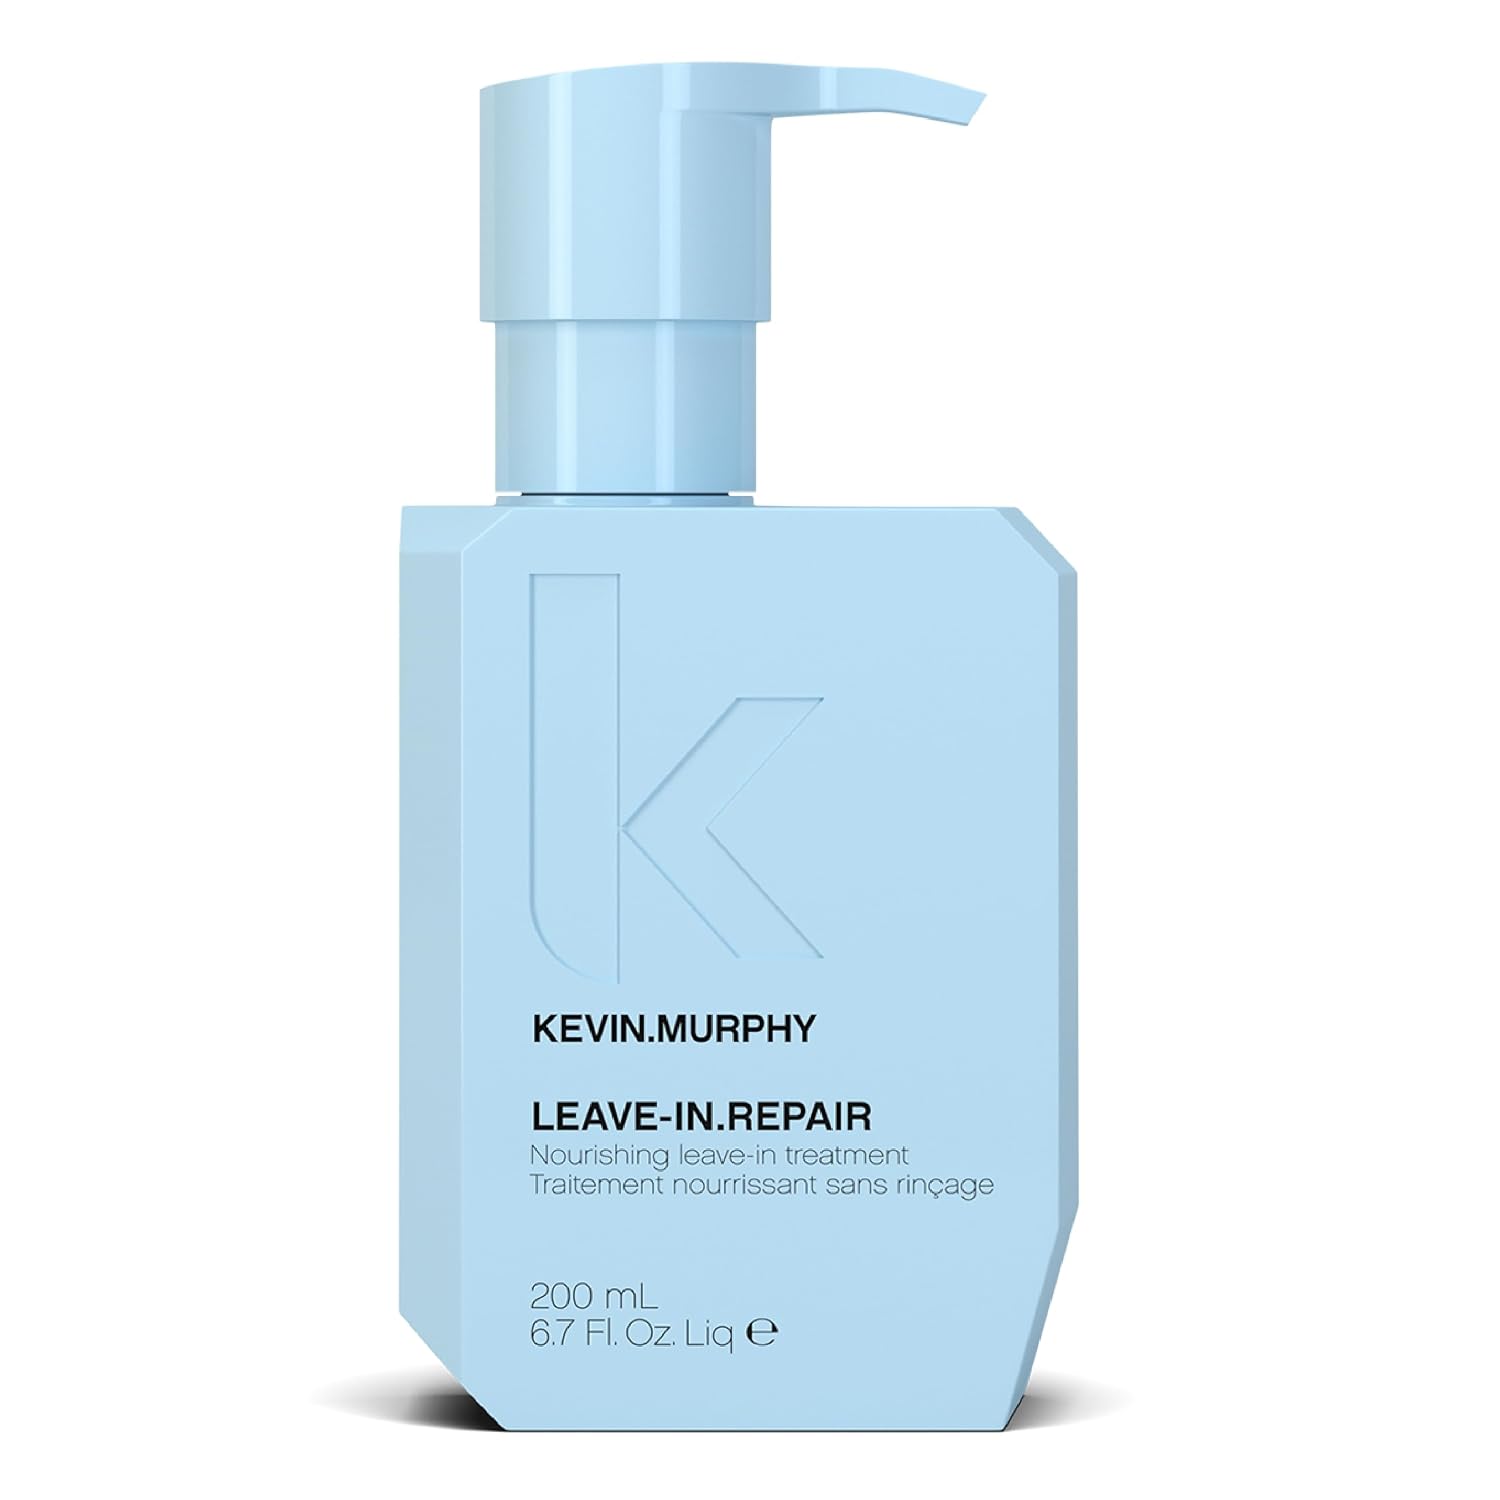 k
KEVIN.MURPHY
LEAVE-IN.REPAIR
Nourishing leave-in treatment
Traitement nourrissant sans rinçage
200 mL
6.7 Fl. Oz. Liq ℮